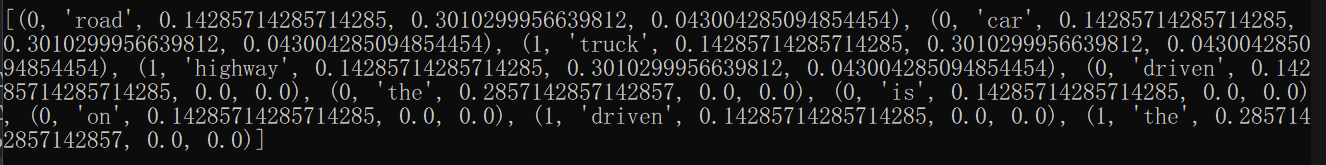 [(0, 'road', 0.14285714285714285, 0.3010299956639812, 0.043004285094854454), (0, 'car', 0.14285714285714285,
0.3010299956639812, 0.043004285094854454), (1, 'truck', 0.14285714285714285, 0.3010299956639812, 0.0430042850
94854454), (1, 'highway', 0.14285714285714285, 0.3010299956639812, 0.043004285094854454), (0, 'driven', 0.142
85714285714285, 0.0, 0.0), (0, 'the', 0.2857142857142857, 0.0, 0.0), (0, 'is', 0.14285714285714285, 0.0, 0.0)
, (0, 'on', 0.14285714285714285, 0.0, 0.0), (1, 'driven', 0.14285714285714285, 0.0, 0.0), (1, 'the', 0.285714
2857142857, 0.0, 0.0)]